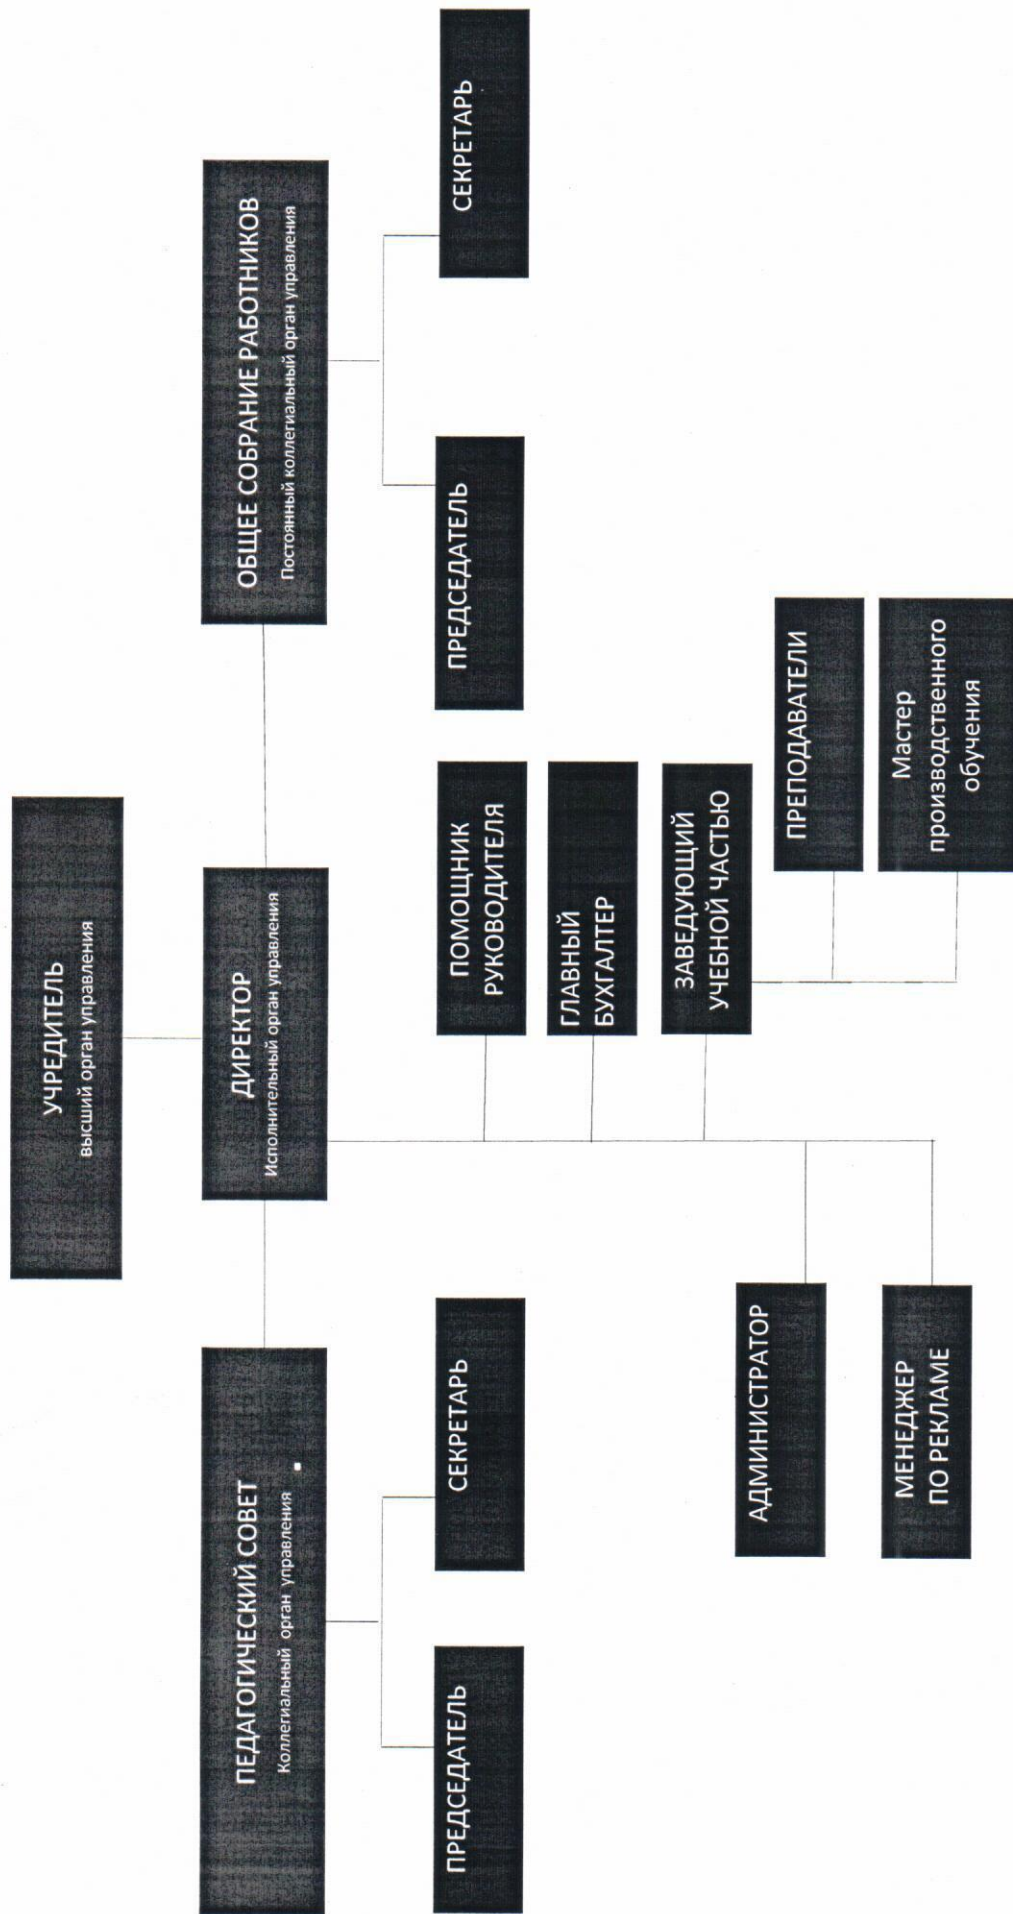 УЧРЕДИТЕЛЬ
высший орган управления
ПЕДАГОГИЧЕСКИЙ СОВЕТ
Коллегиальный орган управления
ДИРЕКТОР
Исполнительный орган управления
ОБЩЕЕ СОБРАНИЕ РАБОТНИКОВ
Постоянный коллегиальный орган управления
ПРЕДСЕДАТЕЛЬ
СЕКРЕТАРЬ
ПОМОЩНИК
РУКОВОДИТЕЛЯ
ПРЕДСЕДАТЕЛЬ
СЕКРЕТАРЬ
ГЛАВНЫЙ
БУХГАЛТЕР
ЗАВЕДУЮЩИЙ
УЧЕБНОЙ ЧАСТЬЮ
АДМИНИСТРАТОР
ПРЕПОДАВАТЕЛИ
МЕНЕДЖЕР
ПО РЕКЛАМЕ
Мастер
производственного
обучения